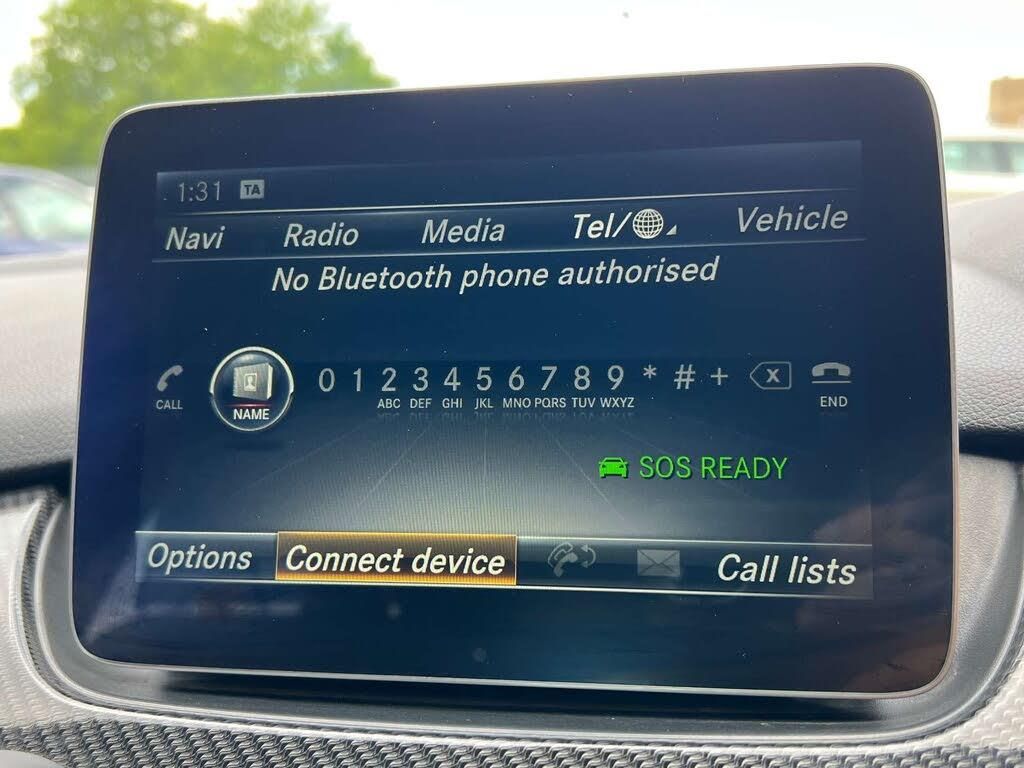 1:31 TA
Navi Radio Media Tel/ Vehicle
No Bluetooth phone authorised
CALL NAME 0 1 2 3 4 5 6 7 8 9 * # + X END
ABC DEF GHI JKL MNO PQRS TUV WXYZ
SOS READY
Options Connect device Call lists